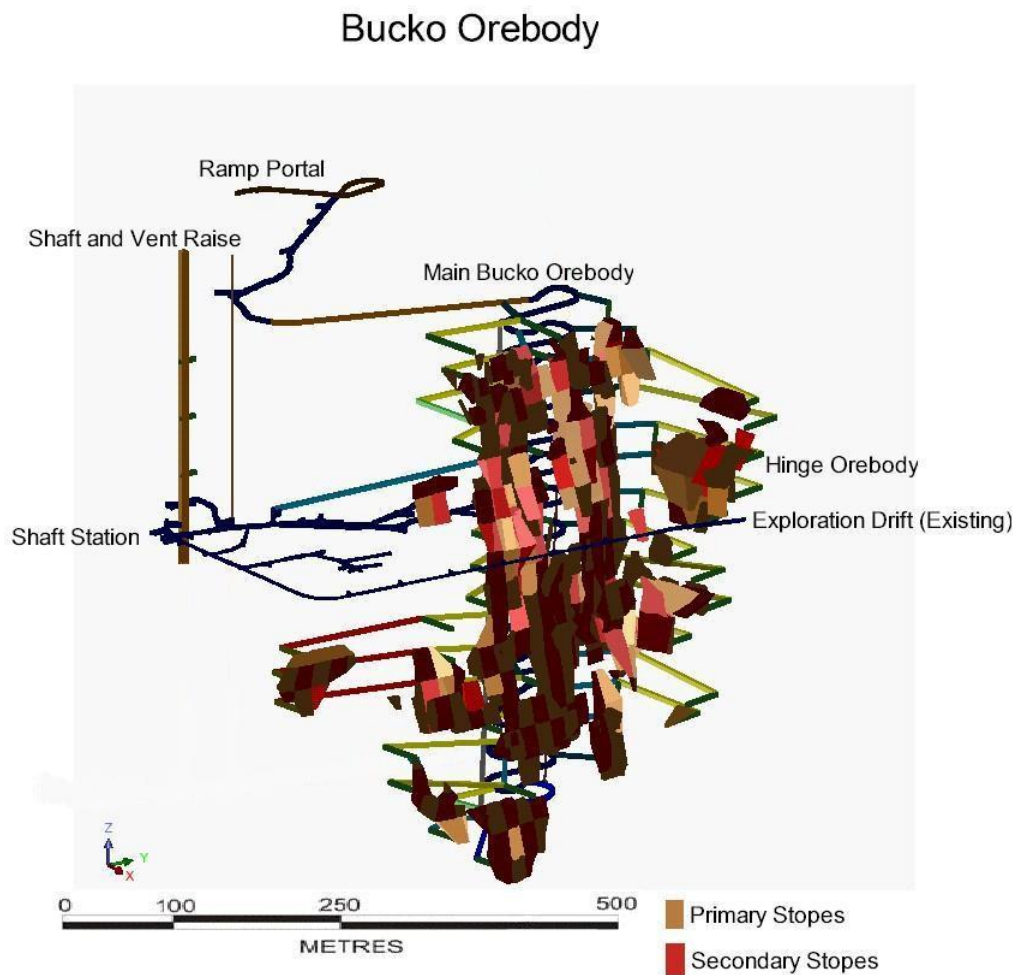 Bucko Orebody
Ramp Portal
Shaft and Vent Raise
Main Bucko Orebody
Hinge Orebody
Exploration Drift (Existing)
Shaft Station
Z
Y
X
0 100 250 500
METRES
Primary Stopes
Secondary Stopes